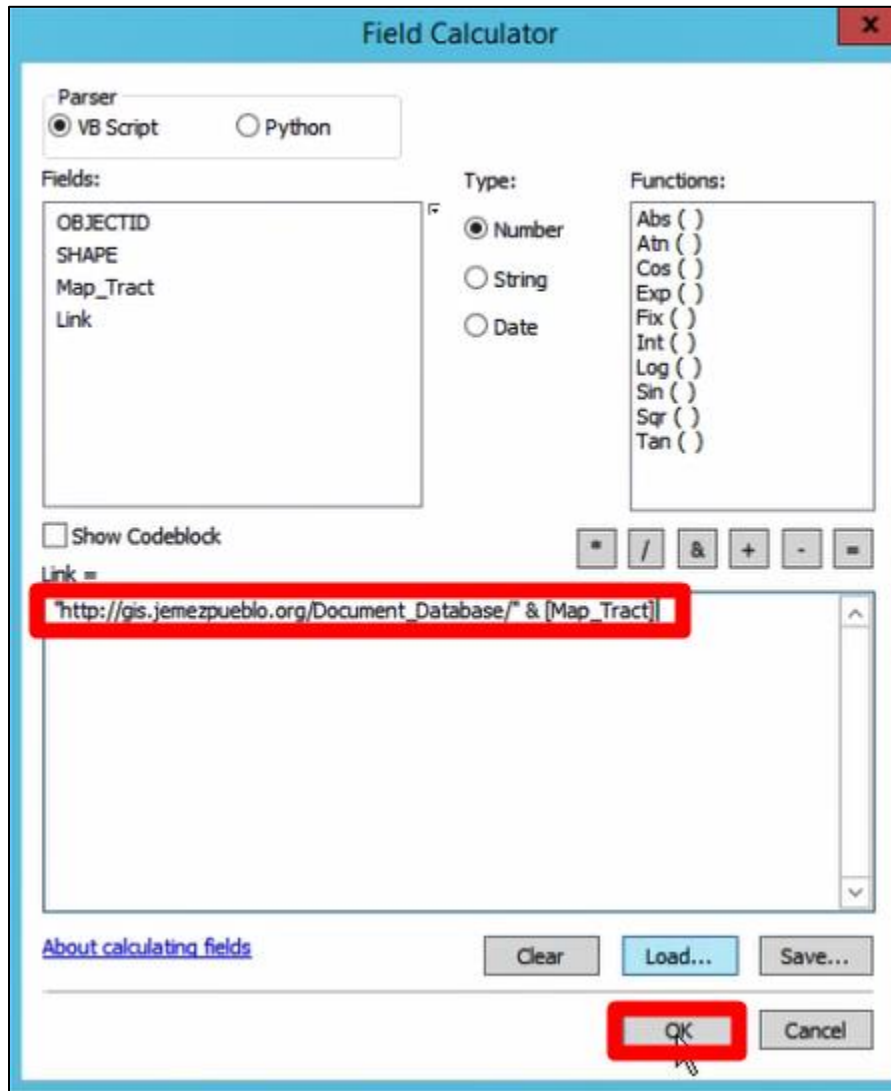 Field Calculator
x
Parser
VB Script Python
Fields:
OBJECTID
SHAPE
Map_Tract
Link
Type:
Number
String
Date
Functions:
Abs ( )
Atn ( )
Cos ( )
Exp ( )
Fix ( )
Int ( )
Log ( )
Sin ( )
Sqr ( )
Tan ( )
Show Codeblock
* / & + - =
Link =
"http://gis.jemezpueblo.org/Document_Database/" & [Map_Tract]
About calculating fields
Clear Load... Save...
OK Cancel